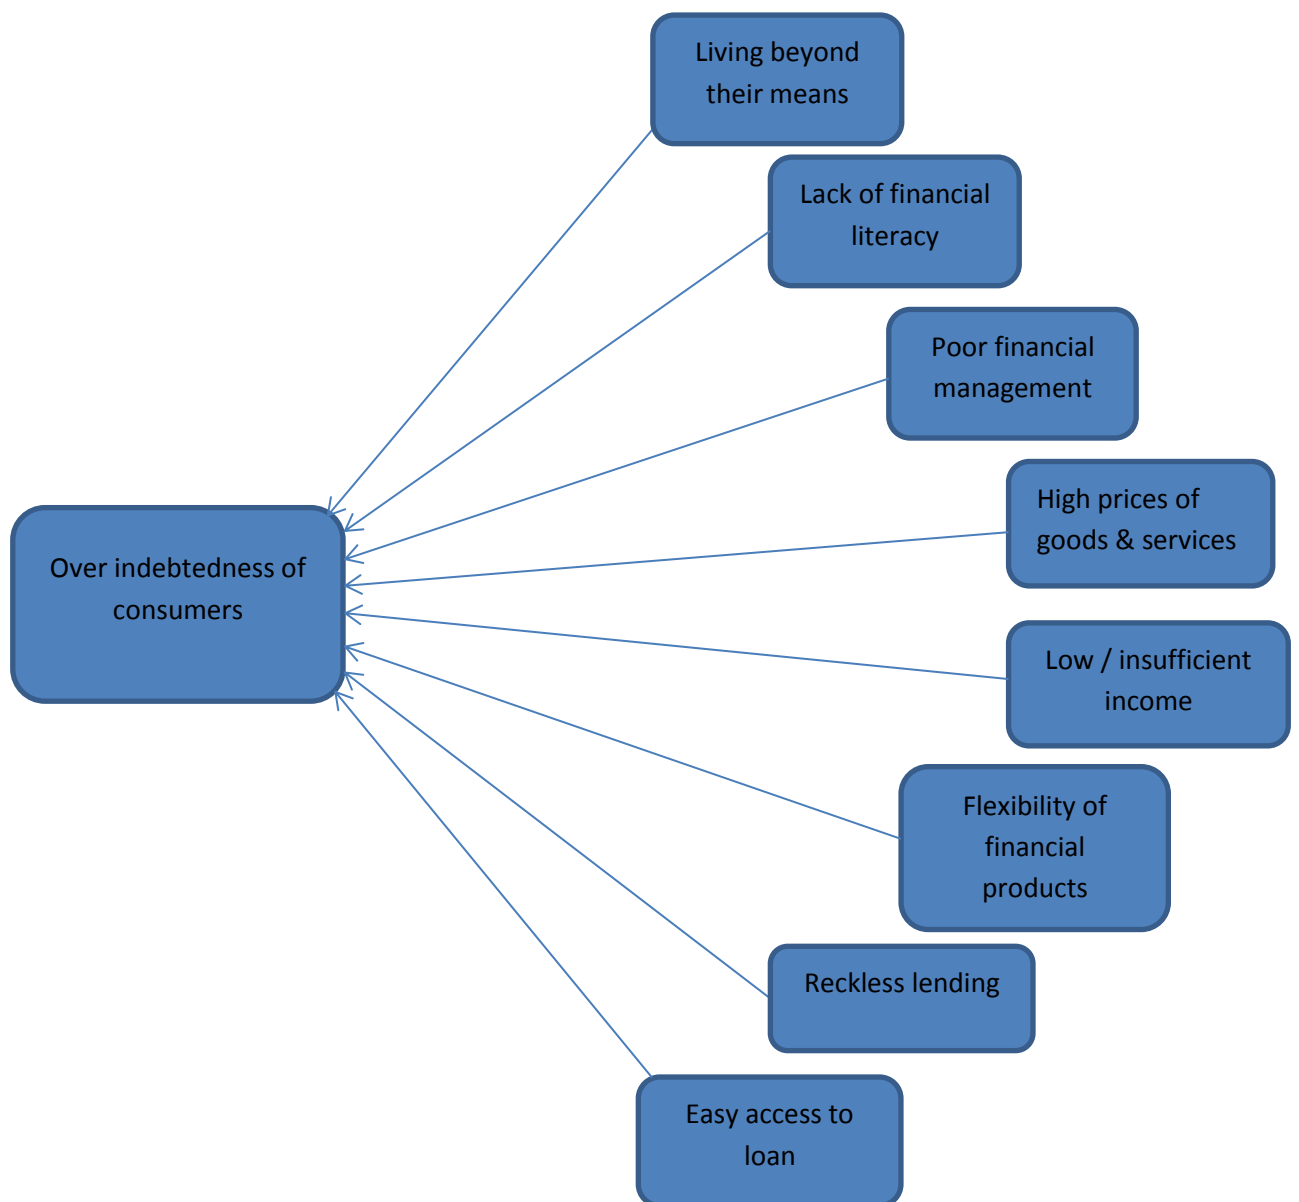 Living beyond
their means
Lack of financial
literacy
Poor financial
management
High prices of
goods & services
Over indebtedness of
consumers
Low / insufficient
income
Flexibility of
financial
products
Reckless lending
Easy access to
loan